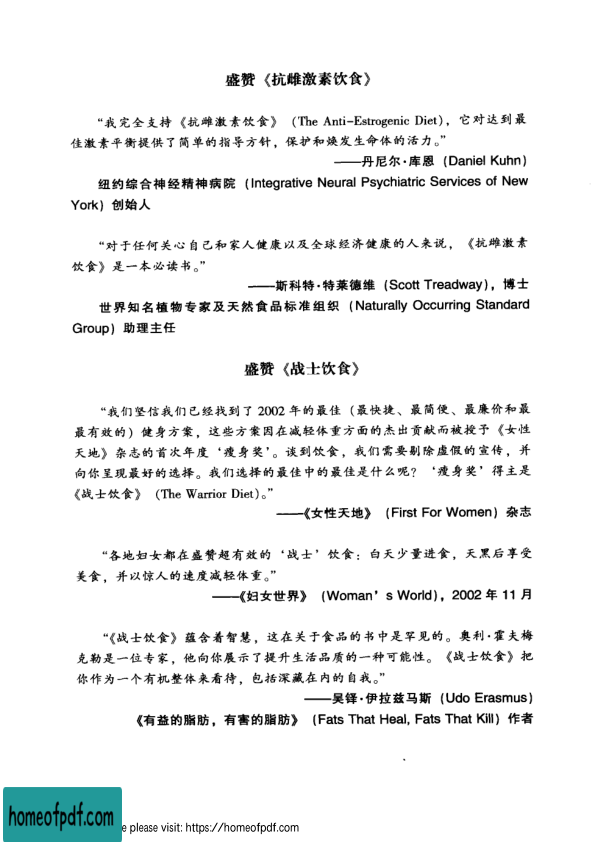 盛赞《抗雌激素饮食》
“我完全支持《抗雌激素饮食》（The Anti-Estrogenic Diet），它对达到最
佳激素平衡提供了简单的指导方针，保护和焕发生命体的活力。”
——丹尼尔·库恩（Daniel Kuhn）
纽约综合神经精神病院（Integrative Neural Psychiatric Services of New
York）创始人
“对于任何关心自己和家人健康以及全球经济健康的人来说，《抗雌激素
饮食》是一本必读书。”
——斯科特·特莱德维（Scott Treadway），博士
世界知名植物专家及天然食品标准组织（Naturally Occurring Standard
Group）助理主任
盛赞《战士饮食》
“我们坚信我们已经找到了2002年的最佳（最快捷、最简便、最廉价和最
最有效的）健身方案，这些方案因在减轻体重方面的杰出贡献而被授予《女性
天地》杂志的首次年度‘瘦身奖’。谈到饮食，我们需要剔除虚假的宣传，并
向你呈现最好的选择。我们选择的最佳中的最佳是什么呢？‘瘦身奖’得主是
《战士饮食》（The Warrior Diet）。”
——《女性天地》（First For Women）杂志
“各地妇女都在盛赞超有效的‘战士’饮食：白天少量进食，天黑后享受
美食，并以惊人的速度减轻体重。”
——《妇女世界》（Woman’s World），2002年11月
“《战士饮食》蕴含着智慧，这在关于食品的书中是罕见的。奥利·霍夫梅
克勒是一位专家，他向你展示了提升生活品质的一种可能性。《战士饮食》把
你作为一个有机整体来看待，包括深藏在内的自我。”
——吴铎·伊拉兹马斯（Udo Erasmus）
《有益的脂肪，有害的脂肪》（Fats That Heal, Fats That Kill）作者
homeofpdf.com
e please visit: https://homeofpdf.com